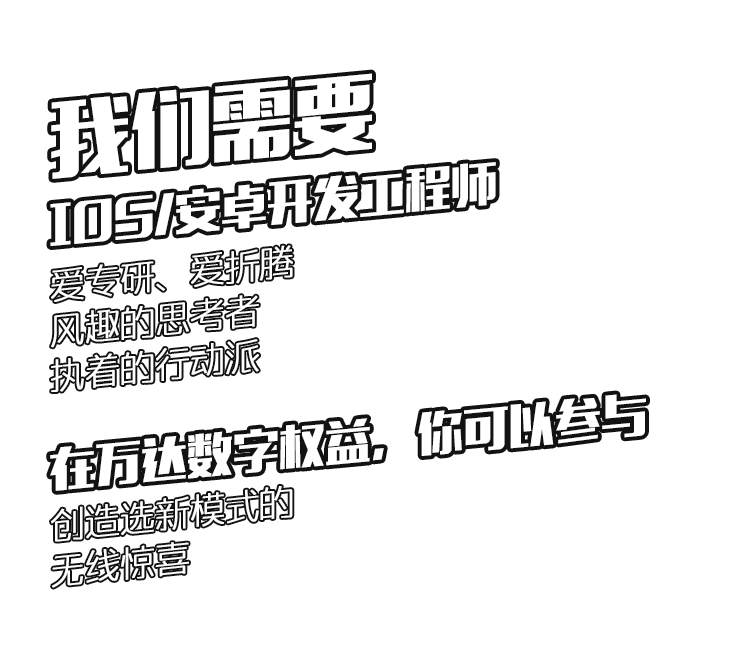 我们需要
IOS/安卓开发工程师
爱专研、爱折腾
风趣的思考者
执着的行动派
在万达数字权益，你可以参与
创造选新模式的
无线惊喜